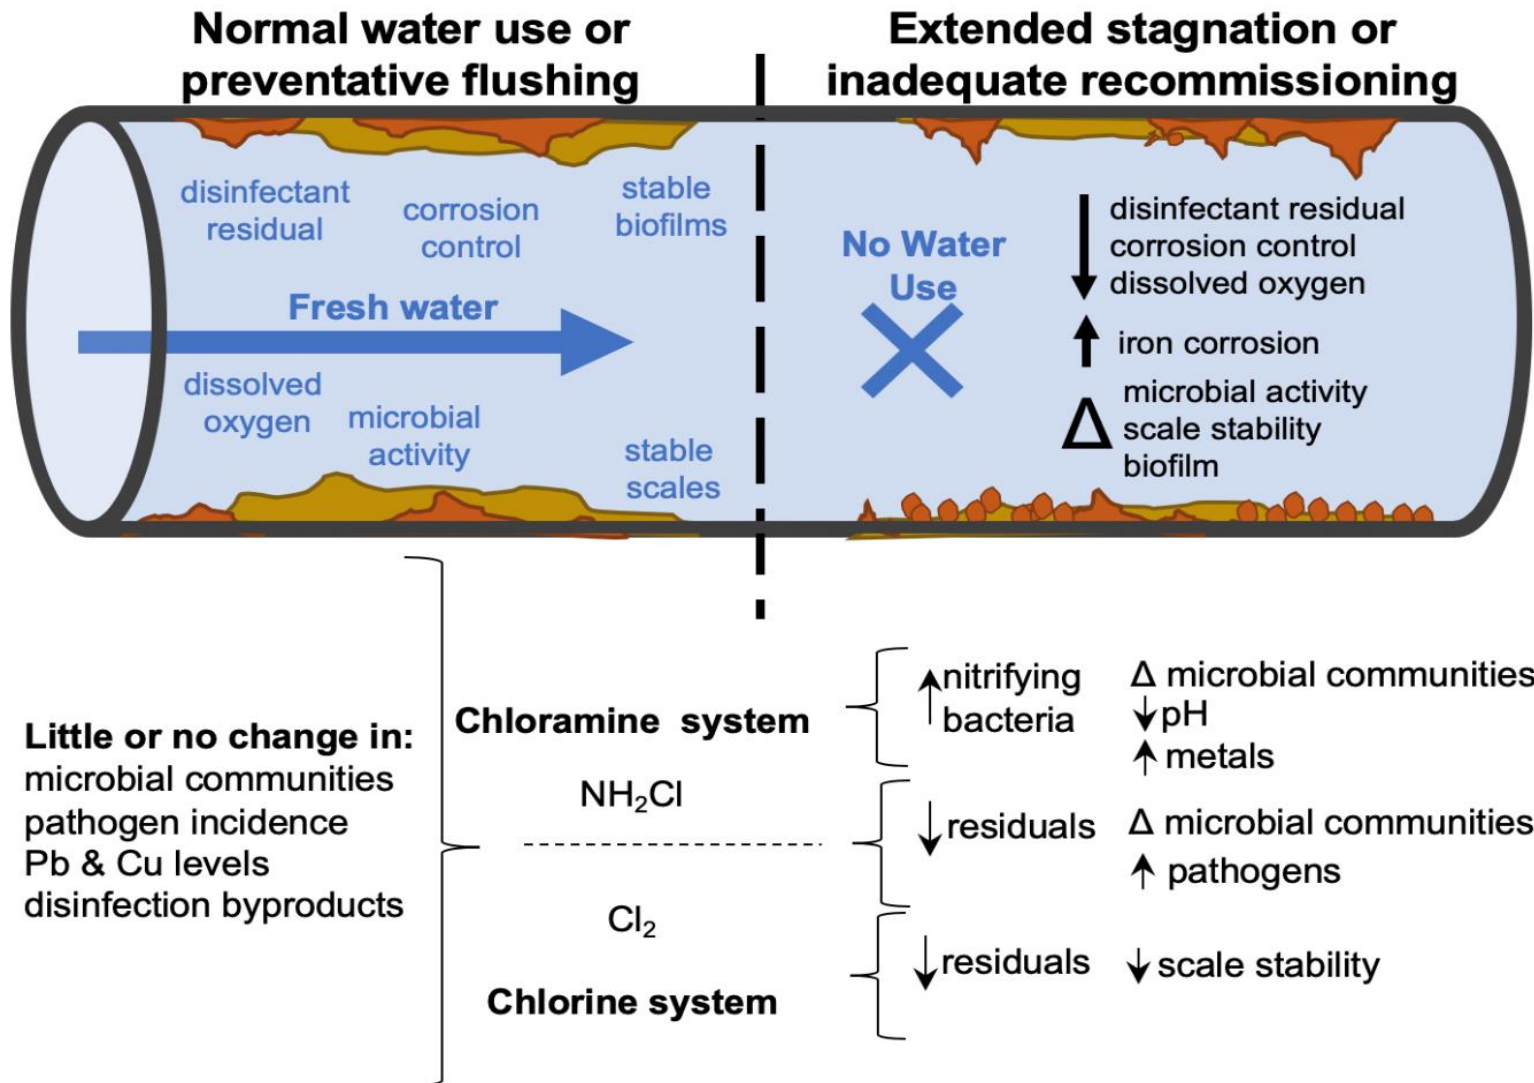 Normal water use or
preventative flushing
Extended stagnation or
inadequate recommissioning
disinfectant
residual
corrosion
control
stable
biofilms
Fresh water
dissolved
oxygen
microbial
activity
stable
scales
No Water
Use
↓
disinfectant residual
corrosion control
dissolved oxygen
↑ iron corrosion
Δ
microbial activity
scale stability
biofilm
Little or no change in:
microbial communities
pathogen incidence
Pb & Cu levels
disinfection byproducts
Chloramine system
NH₂Cl
Cl₂
Chlorine system
↑ nitrifying
bacteria
Δ microbial communities
↓ pH
↑ metals
↓ residuals
Δ microbial communities
↑ pathogens
↓ residuals
↓ scale stability